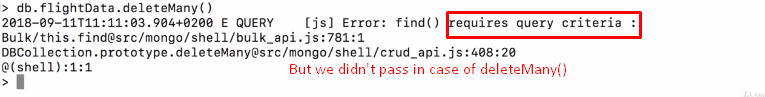 > db.flightData.deleteMany()
2018-09-11T11:11:03.904+0200 E QUERY    [js] Error: find() requires query criteria :
Bulk/this.find@src/mongo/shell/bulk_api.js:781:1
DBCollection.prototype.deleteMany@src/mongo/shell/crud_api.js:408:20
@(shell):1:1
But we didn't pass in case of deleteMany()
>